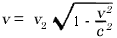 v = v₂ √(1 - v²/c²)